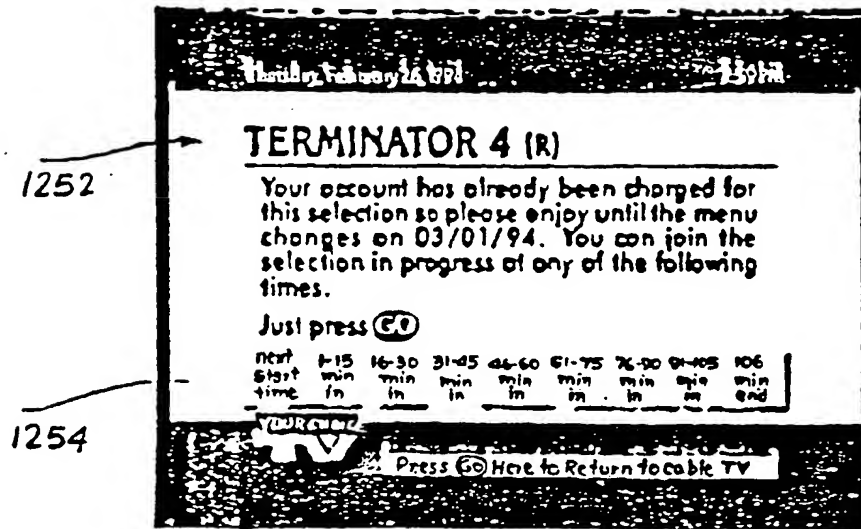 Thursday, February 26, 1994
TERMINATOR 4 (R)
1252
Your account has already been charged for
this selection so please enjoy until the menu
changes on 03/01/94. You can join the
selection in progress at any of the following
times.
Just press GO
next start time 1-15 min in 16-30 min in 31-45 min in 46-60 min in 61-75 min in 76-90 min in 91-105 min in 106 min end
1254
YOUR CHOICE
TV
Press GO Here to Return to cable TV